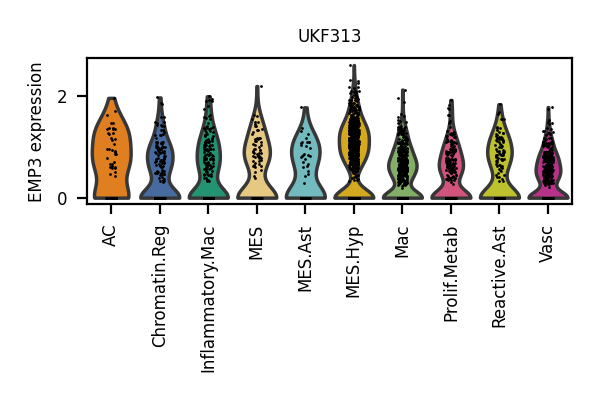 UKF313
EMP3 expression
2
0
AC
Chromatin.Reg
Inflammatory.Mac
MES
MES.Ast
MES.Hyp
Mac
Prolif.Metab
Reactive.Ast
Vasc